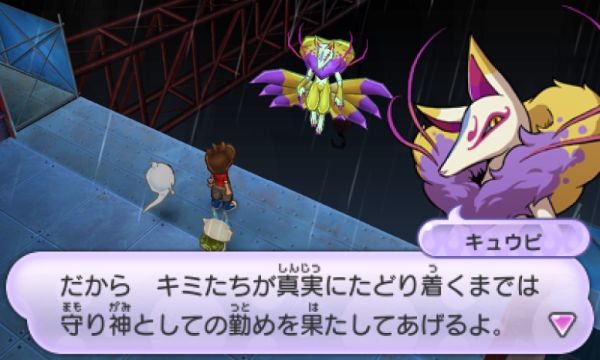 キュウビ
だから　キミたちが真実にたどり着くまでは
守り神としての勤めを果たしてあげるよ。